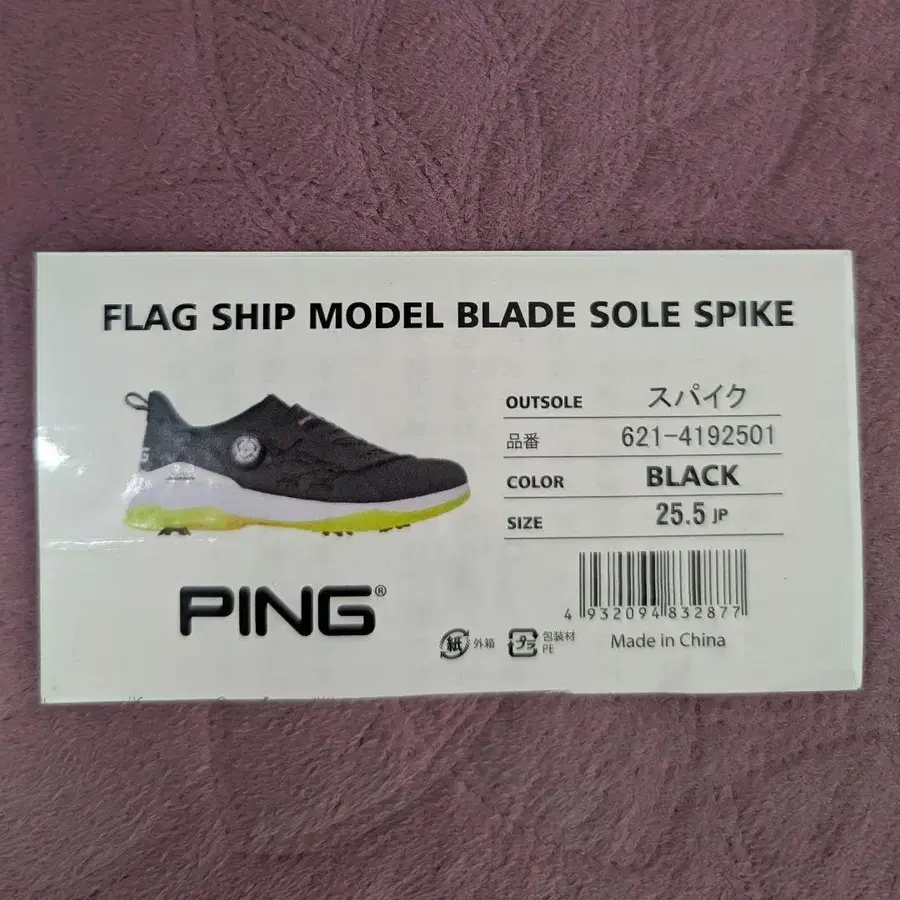 FLAG SHIP MODEL BLADE SOLE SPIKE
OUTSOLE スパイク
品番 621-4192501
COLOR BLACK
SIZE 25.5 JP
PING®
4 932094 832877
紙 外箱
プラ 包装材
PE
Made in China